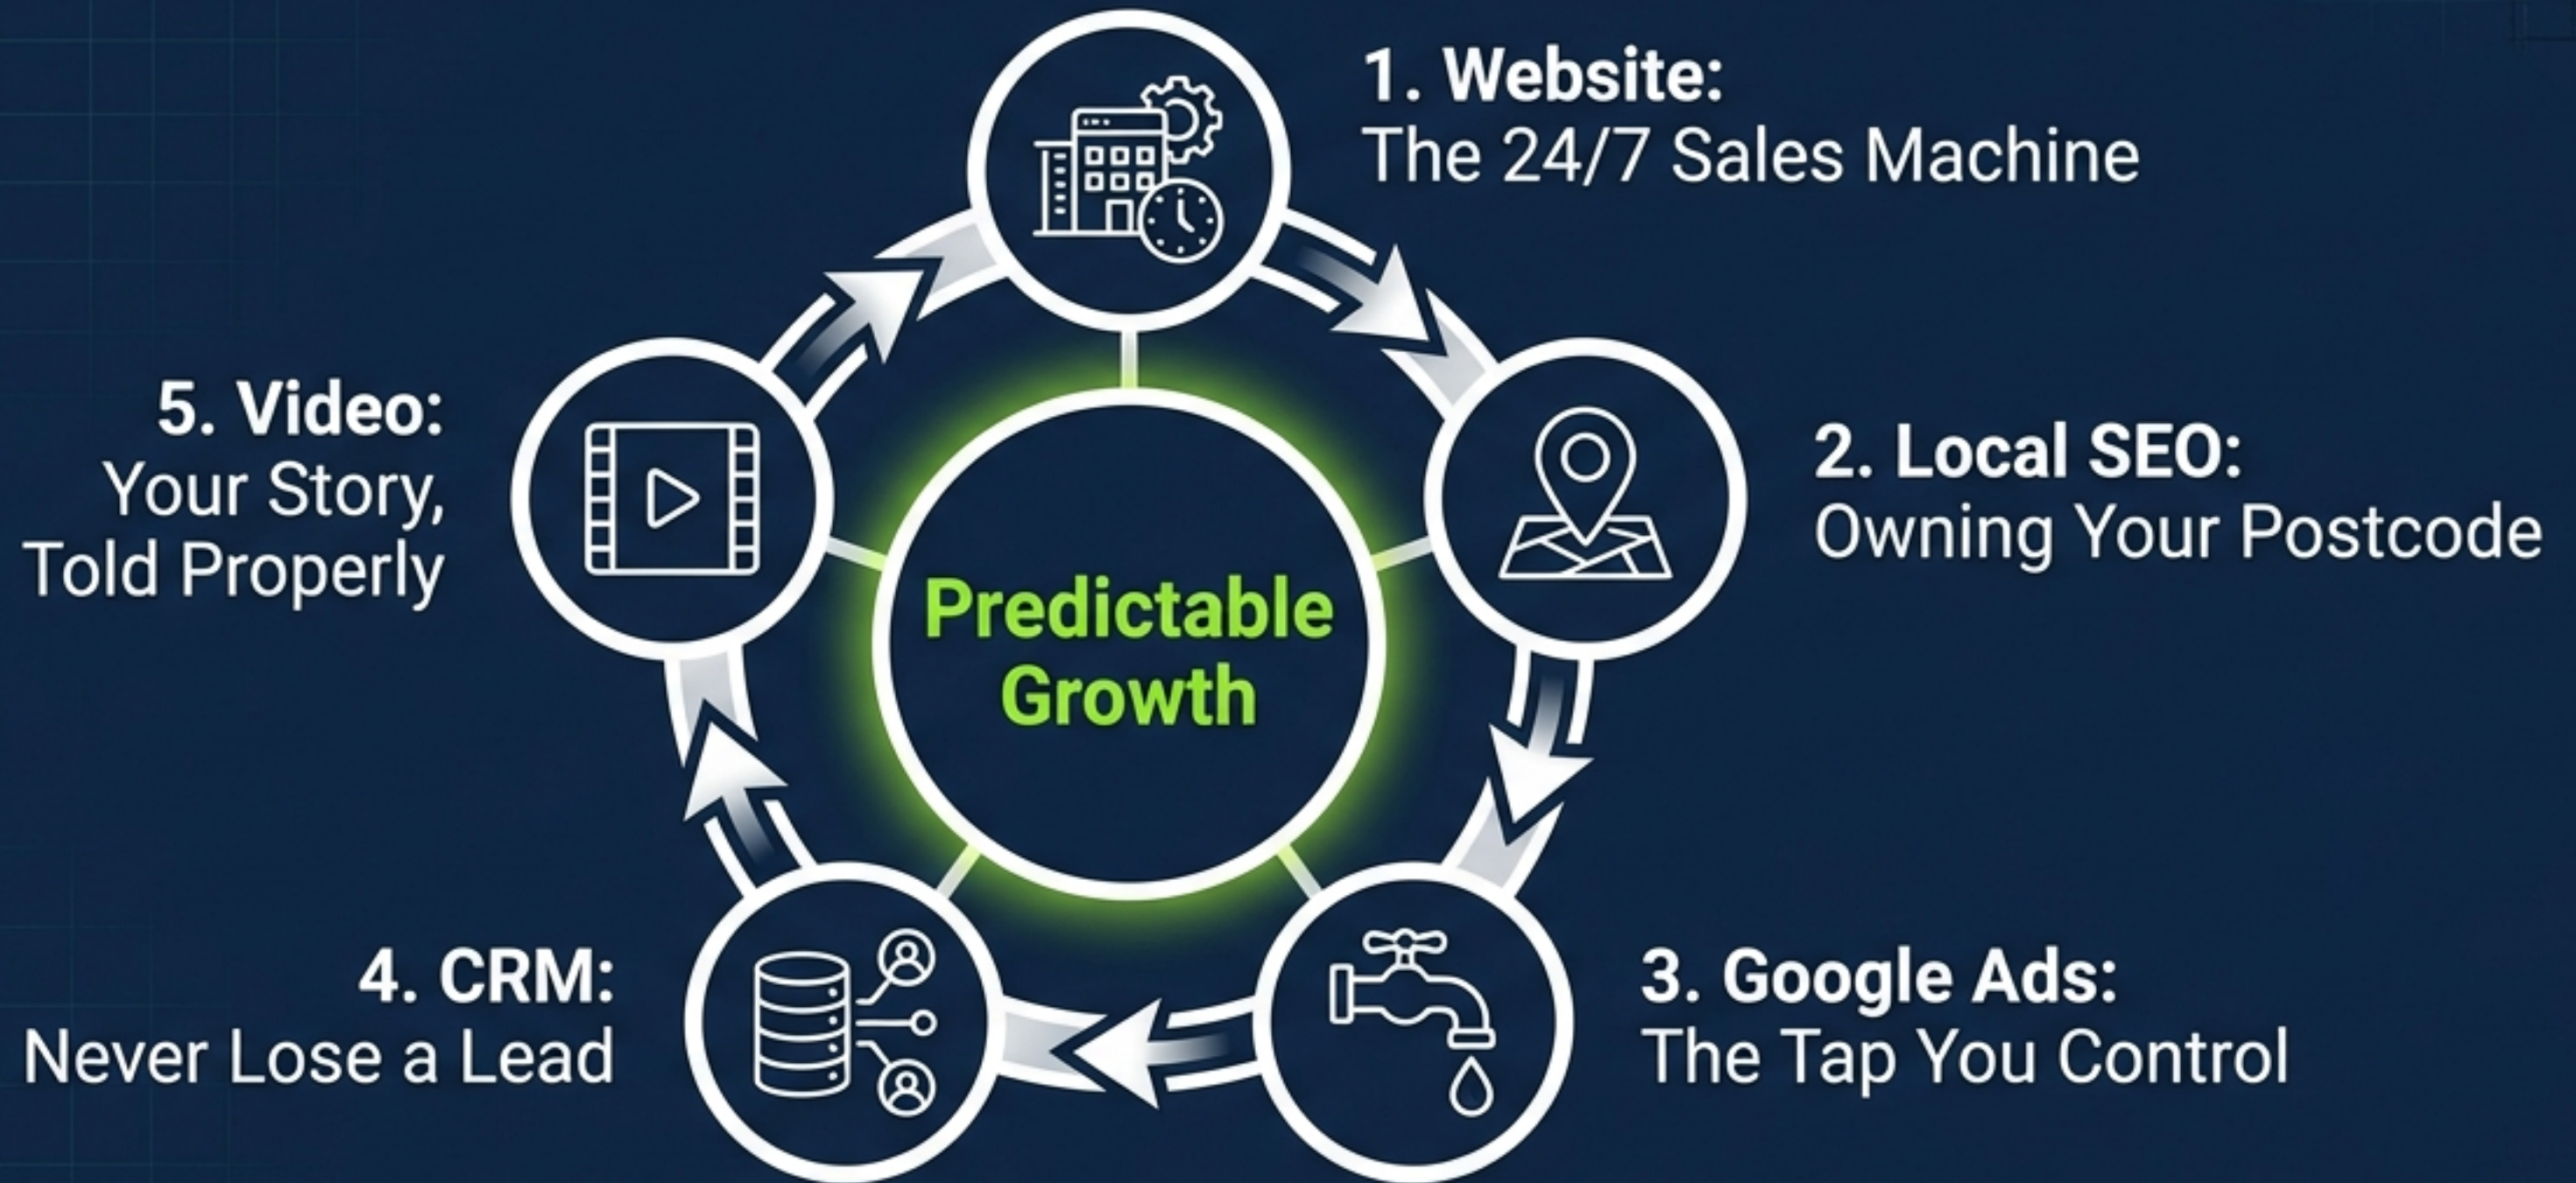 1. Website:
The 24/7 Sales Machine
2. Local SEO:
Owning Your Postcode
3. Google Ads:
The Tap You Control
4. CRM:
Never Lose a Lead
5. Video:
Your Story,
Told Properly
Predictable
Growth